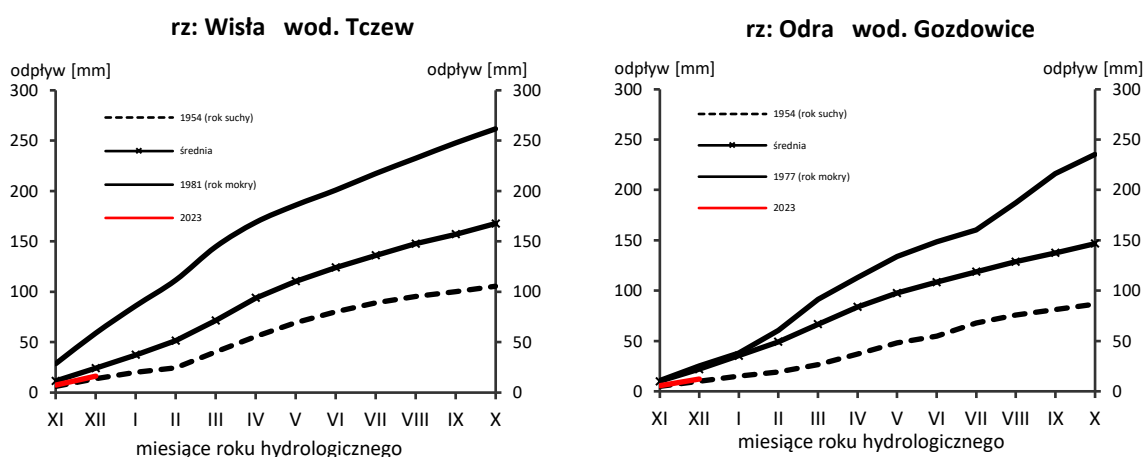 rz: Wisła wod. Tczew
odpływ [mm]
odpływ [mm]
300
250
200
150
100
50
0
1954 (rok suchy)
średnia
1981 (rok mokry)
2023
300
250
200
150
100
50
0
XI XII I II III IV V VI VII VIII IX X
miesiące roku hydrologicznego
rz: Odra wod. Gozdowice
odpływ [mm]
odpływ [mm]
300
250
200
150
100
50
0
1954 (rok suchy)
średnia
1977 (rok mokry)
2023
300
250
200
150
100
50
0
XI XII I II III IV V VI VII VIII IX X
miesiące roku hydrologicznego